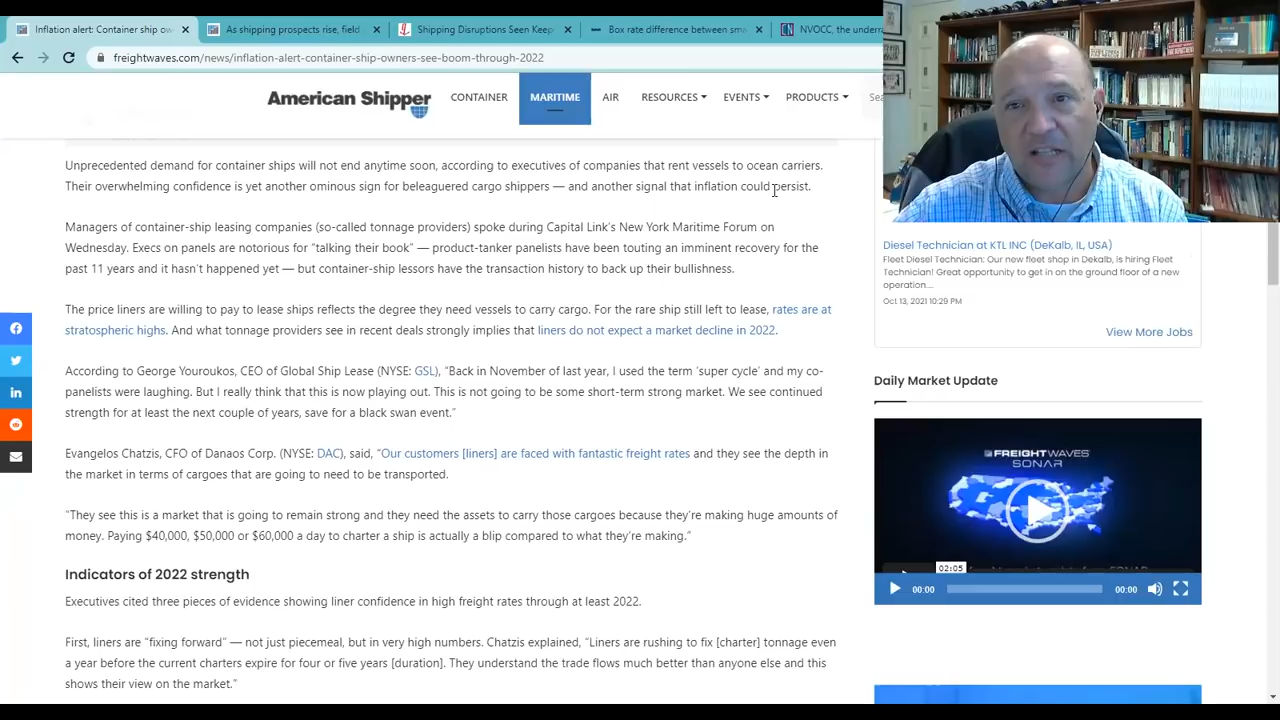 Inflation alert: Container ship ow
As shipping prospects rise, field
Shipping Disruptions Seen Keep
Box rate difference between sm
NVOCC, the underra
freightwaves.com/news/inflation-alert-container-ship-owners-see-boom-through-2022
American Shipper
CONTAINER
MARITIME
AIR
RESOURCES
EVENTS
PRODUCTS
Sea
Unprecedented demand for container ships will not end anytime soon, according to executives of companies that rent vessels to ocean carriers.
Their overwhelming confidence is yet another ominous sign for beleaguered cargo shippers — and another signal that inflation could persist.
Managers of container-ship leasing companies (so-called tonnage providers) spoke during Capital Link's New York Maritime Forum on
Wednesday. Execs on panels are notorious for “talking their book” — product-tanker panelists have been touting an imminent recovery for the
past 11 years and it hasn't happened yet — but container-ship lessors have the transaction history to back up their bullishness.
The price liners are willing to pay to lease ships reflects the degree they need vessels to carry cargo. For the rare ship still left to lease, rates are at
stratospheric highs. And what tonnage providers see in recent deals strongly implies that liners do not expect a market decline in 2022.
According to George Youroukos, CEO of Global Ship Lease (NYSE: GSL), “Back in November of last year, I used the term ‘super cycle’ and my co-
panelists were laughing. But I really think that this is now playing out. This is not going to be some short-term strong market. We see continued
strength for at least the next couple of years, save for a black swan event.”
Evangelos Chatzis, CFO of Danaos Corp. (NYSE: DAC), said, “Our customers [liners] are faced with fantastic freight rates and they see the depth in
the market in terms of cargoes that are going to need to be transported.
“They see this is a market that is going to remain strong and they need the assets to carry those cargoes because they're making huge amounts of
money. Paying $40,000, $50,000 or $60,000 a day to charter a ship is actually a blip compared to what they're making.”
Indicators of 2022 strength
Executives cited three pieces of evidence showing liner confidence in high freight rates through at least 2022.
First, liners are “fixing forward” — not just piecemeal, but in very high numbers. Chatzis explained, “Liners are rushing to fix [charter] tonnage even
a year before the current charters expire for four or five years [duration]. They understand the trade flows much better than anyone else and this
shows their view on the market.”
Diesel Technician at KTL INC (DeKalb, IL, USA)
Fleet Diesel Technician: Our new fleet shop in Dekalb, is hiring Fleet
Technician! Great opportunity to get in on the ground floor of a new
operation....
Oct 13, 2021 10:29 PM
View More Jobs
Daily Market Update
FREIGHTWAVES
SONAR
02:05
00:00
00:00